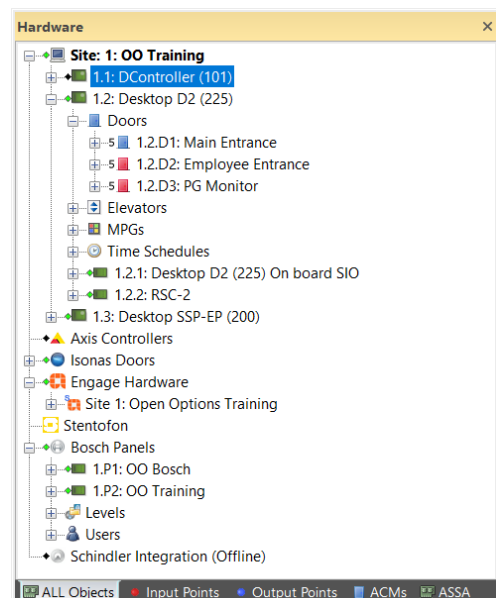 Hardware
Site: 1: OO Training
1.1: DController (101)
1.2: Desktop D2 (225)
Doors
5 1.2.D1: Main Entrance
5 1.2.D2: Employee Entrance
5 1.2.D3: PG Monitor
Elevators
MPGs
Time Schedules
1.2.1: Desktop D2 (225) On board SIO
1.2.2: RSC-2
1.3: Desktop SSP-EP (200)
Axis Controllers
Isonas Doors
Engage Hardware
S Site 1: Open Options Training
Stentofon
Bosch Panels
1.P1: OO Bosch
1.P2: OO Training
Levels
Users
Schindler Integration (Offline)
ALL Objects Input Points Output Points ACMs ASSA